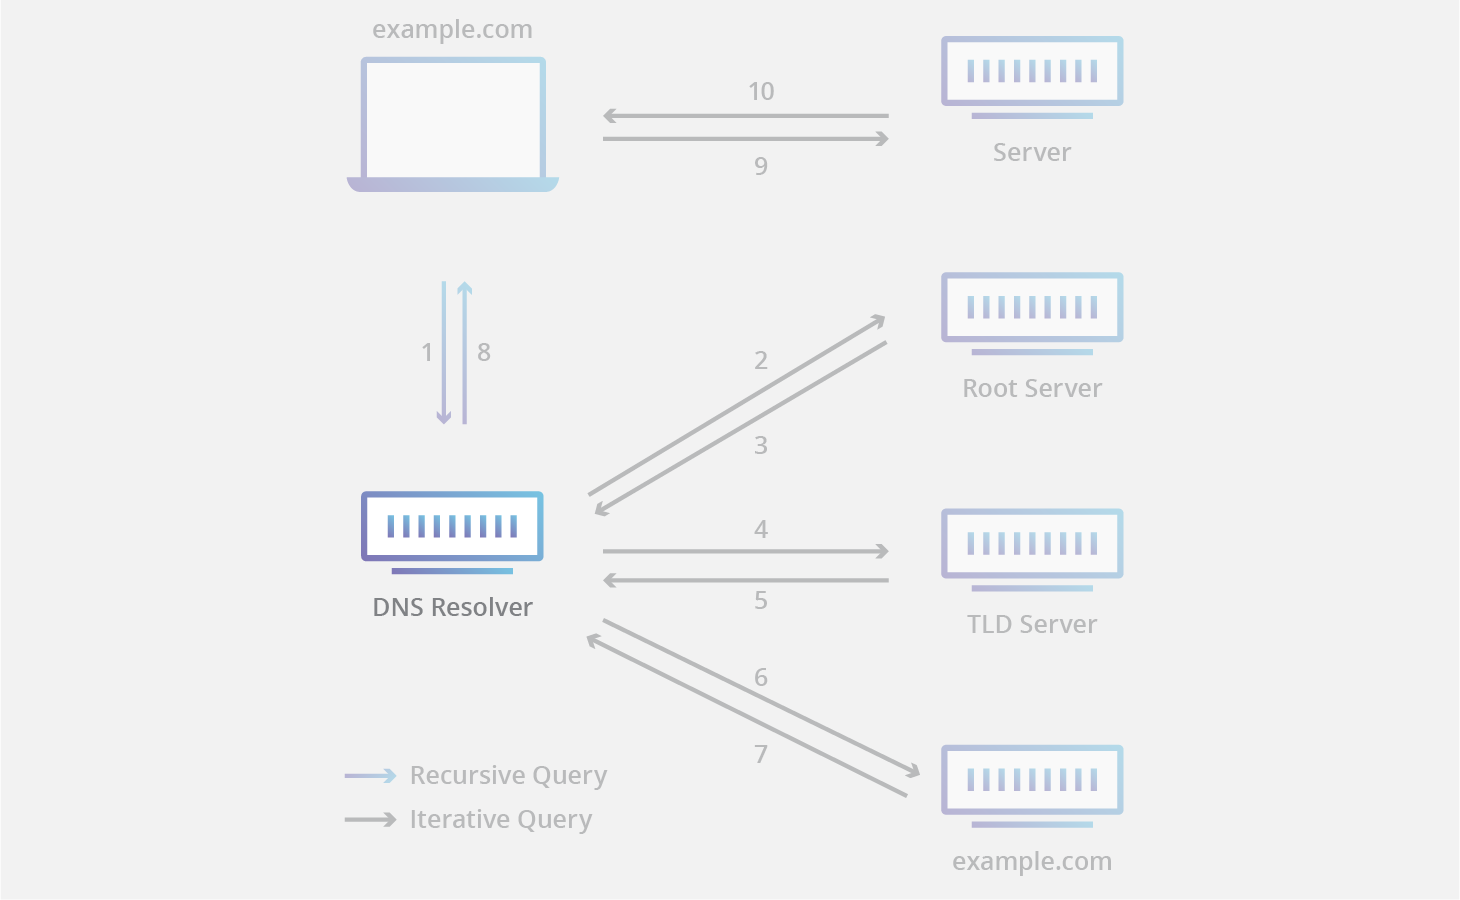 example.com
10
9
Server
1
8
2
3
Root Server
DNS Resolver
4
5
TLD Server
6
7
Recursive Query
Iterative Query
example.com